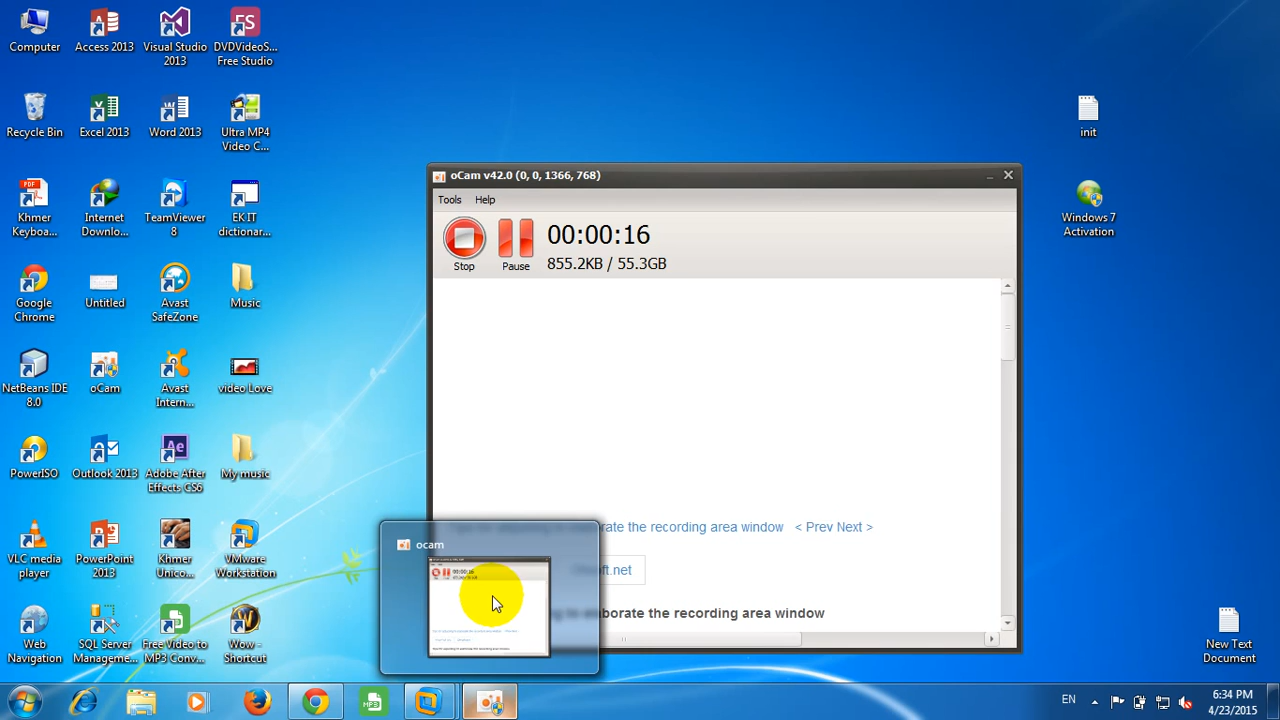 Computer
Access 2013
Visual Studio
2013
DVDVideoS...
Free Studio
Recycle Bin
Excel 2013
Word 2013
Ultra MP4
Video C...
Khmer
Keyboa...
Internet
Downlo...
TeamViewer
8
EK IT
dictionar...
Google
Chrome
Untitled
Avast
SafeZone
Music
NetBeans IDE
8.0
oCam
Avast
Intern...
video Love
PowerISO
Outlook 2013
Adobe After
Effects CS6
My music
VLC media
player
PowerPoint
2013
Khmer
Unico...
VMware
Workstation
Web
Navigation
SQL Server
Manageme...
Free Video to
MP3 Conv...
Wow -
Shortcut
init
Windows 7
Activation
New Text
Document
oCam v42.0 (0, 0, 1366, 768)
Tools Help
Stop
Pause
00:00:16
855.2KB / 55.3GB
the recording area window < Prev Next >
elaborate the recording area window
ocam
00:00:16
EN
6:34 PM
4/23/2015